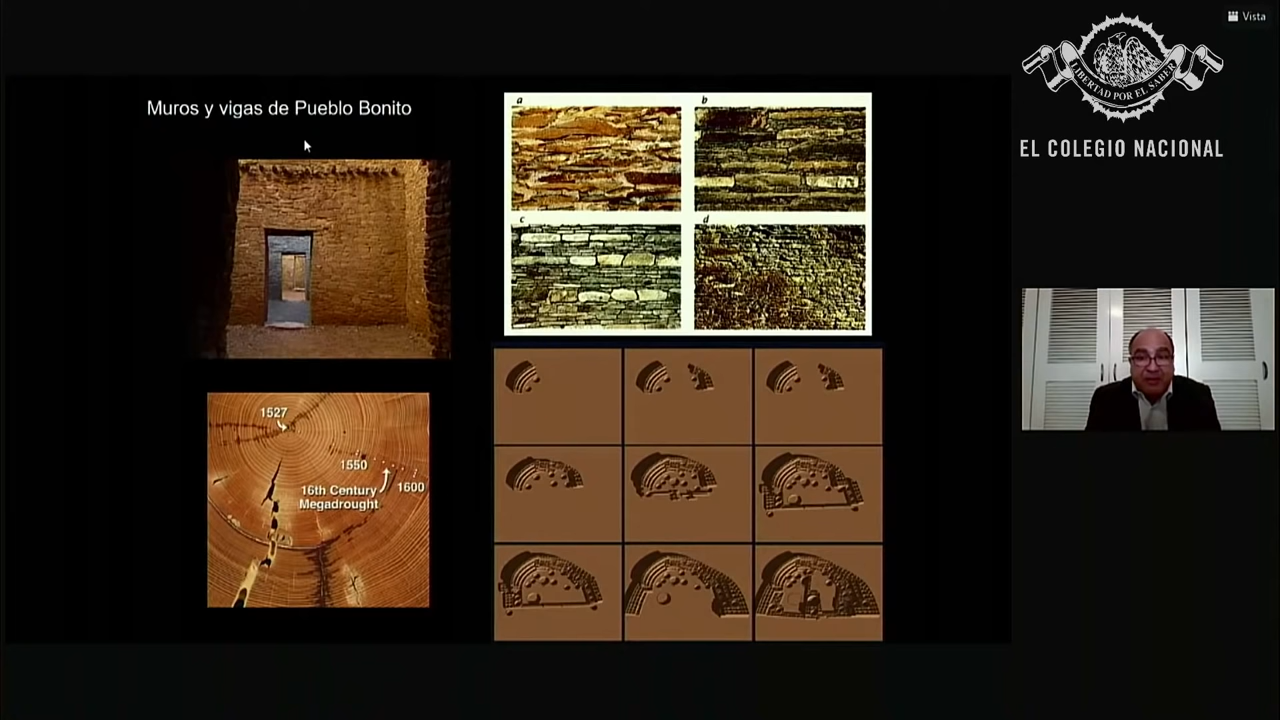 Vista
LIBERTAD POR EL SABER
EL COLEGIO NACIONAL
Muros y vigas de Pueblo Bonito
a
b
c
d
1527
1550
16th Century
Megadrought
1600